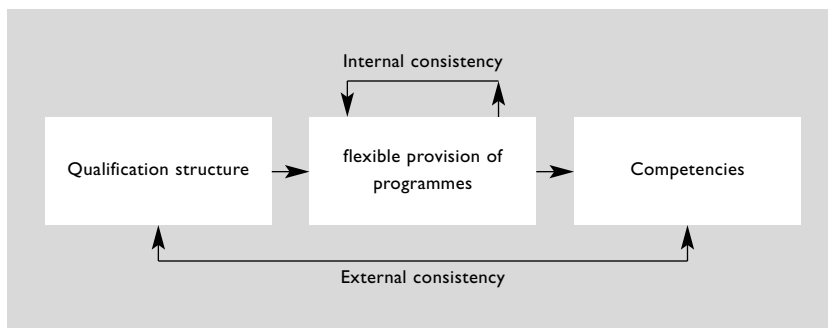 Internal consistency
Qualification structure
flexible provision of
programmes
Competencies
External consistency